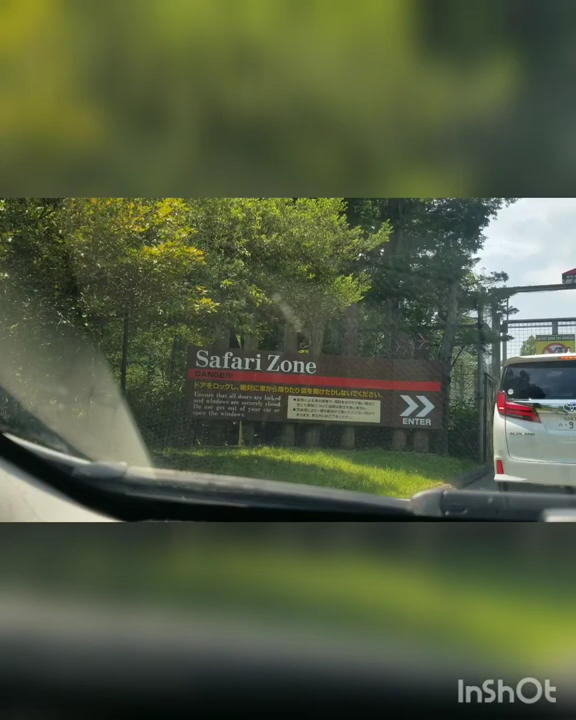 Safari Zone
DANGER!!
ドアをロックし、絶対に車から降りたり窓を開けたりしないでください。
Ensure that all doors are locked
and windows are securely closed.
Do not get out of your car or
open the window.
ENTER
InShOt